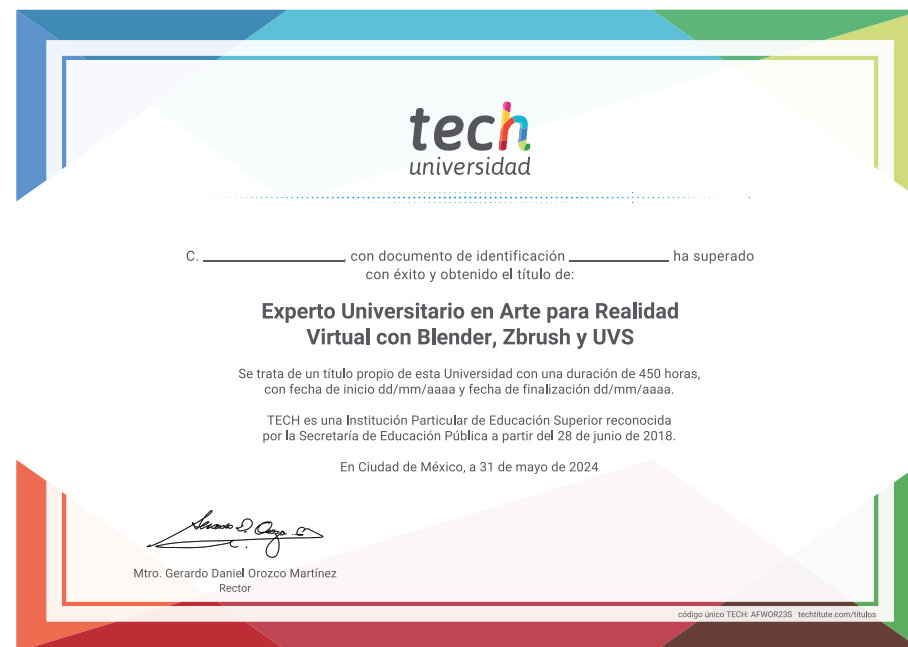 tech
universidad
C. ____________, con documento de identificación ____________ ha superado
con éxito y obtenido el título de:
Experto Universitario en Arte para Realidad
Virtual con Blender, Zbrush y UVS
Se trata de un título propio de esta Universidad con una duración de 450 horas,
con fecha de inicio dd/mm/aaaa y fecha de finalización dd/mm/aaaa.
TECH es una Institución Particular de Educación Superior reconocida
por la Secretaría de Educación Pública a partir del 28 de junio de 2018.
En Ciudad de México, a 31 de mayo de 2024
Mtro. Gerardo Daniel Orozco Martínez
Rector
código único TECH: AFWOR23S techtitute.com/titulos